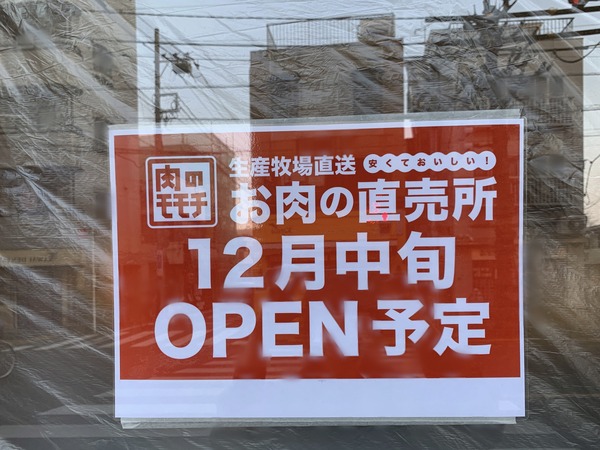 肉の
モモチ
生産牧場直送 安くておいしい!
お肉の直売所
12月中旬
OPEN予定